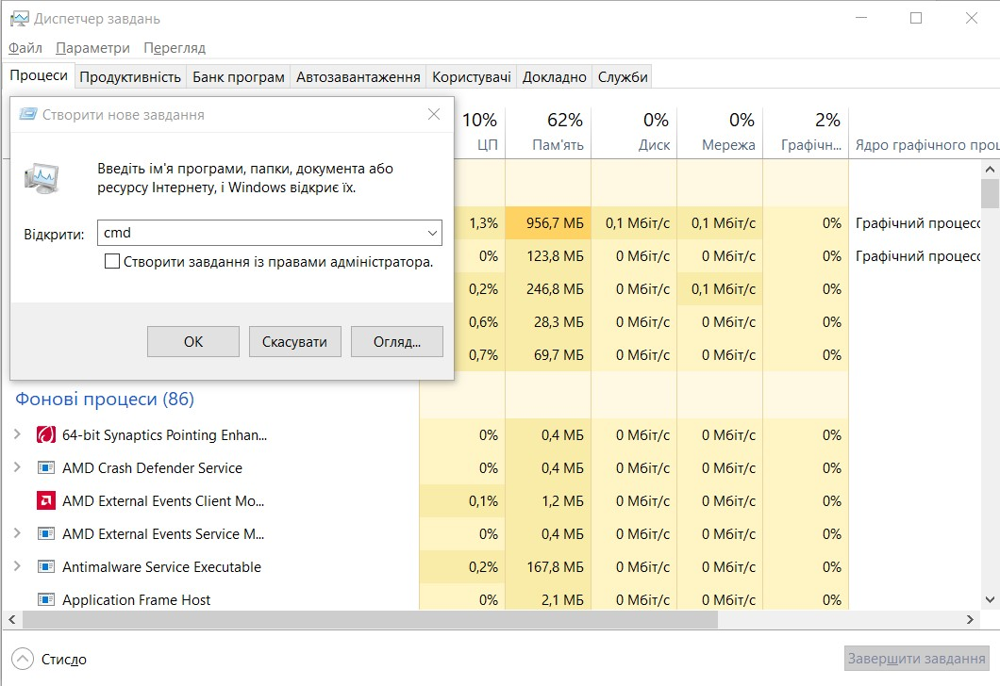 Диспетчер завдань
Файл Параметри Перегляд
Процеси Продуктивність Банк програм Автозавантаження Користувачі Докладно Служби
Створити нове завдання
Введіть ім'я програми, папки, документа або
ресурсу Інтернету, і Windows відкриє їх.
Відкрити: cmd
Створити завдання із правами адміністратора.
OK Скасувати Огляд...
10% 62% 0% 0% 2%
ЦП Пам'ять Диск Мережа Графічн... Ядро графічного проц
1,3% 956,7 МБ 0,1 Мбіт/с 0,1 Мбіт/с 0% Графічний процес
0% 123,8 МБ 0 Мбіт/с 0 Мбіт/с 0% Графічний процес
0,2% 246,8 МБ 0 Мбіт/с 0,1 Мбіт/с 0%
0,6% 28,3 МБ 0 Мбіт/с 0 Мбіт/с 0%
0,7% 69,7 МБ 0 Мбіт/с 0 Мбіт/с 0%
Фонові процеси (86)
64-bit Synaptics Pointing Enhan... 0% 0,4 МБ 0 Мбіт/с 0 Мбіт/с 0%
AMD Crash Defender Service 0% 0,4 МБ 0 Мбіт/с 0 Мбіт/с 0%
AMD External Events Client Mo... 0,1% 1,2 МБ 0 Мбіт/с 0 Мбіт/с 0%
AMD External Events Service M... 0% 0,4 МБ 0 Мбіт/с 0 Мбіт/с 0%
Antimalware Service Executable 0,2% 167,8 МБ 0 Мбіт/с 0 Мбіт/с 0%
Application Frame Host 0% 2,1 МБ 0 Мбіт/с 0 Мбіт/с 0%
Стисло
Завершити завдання